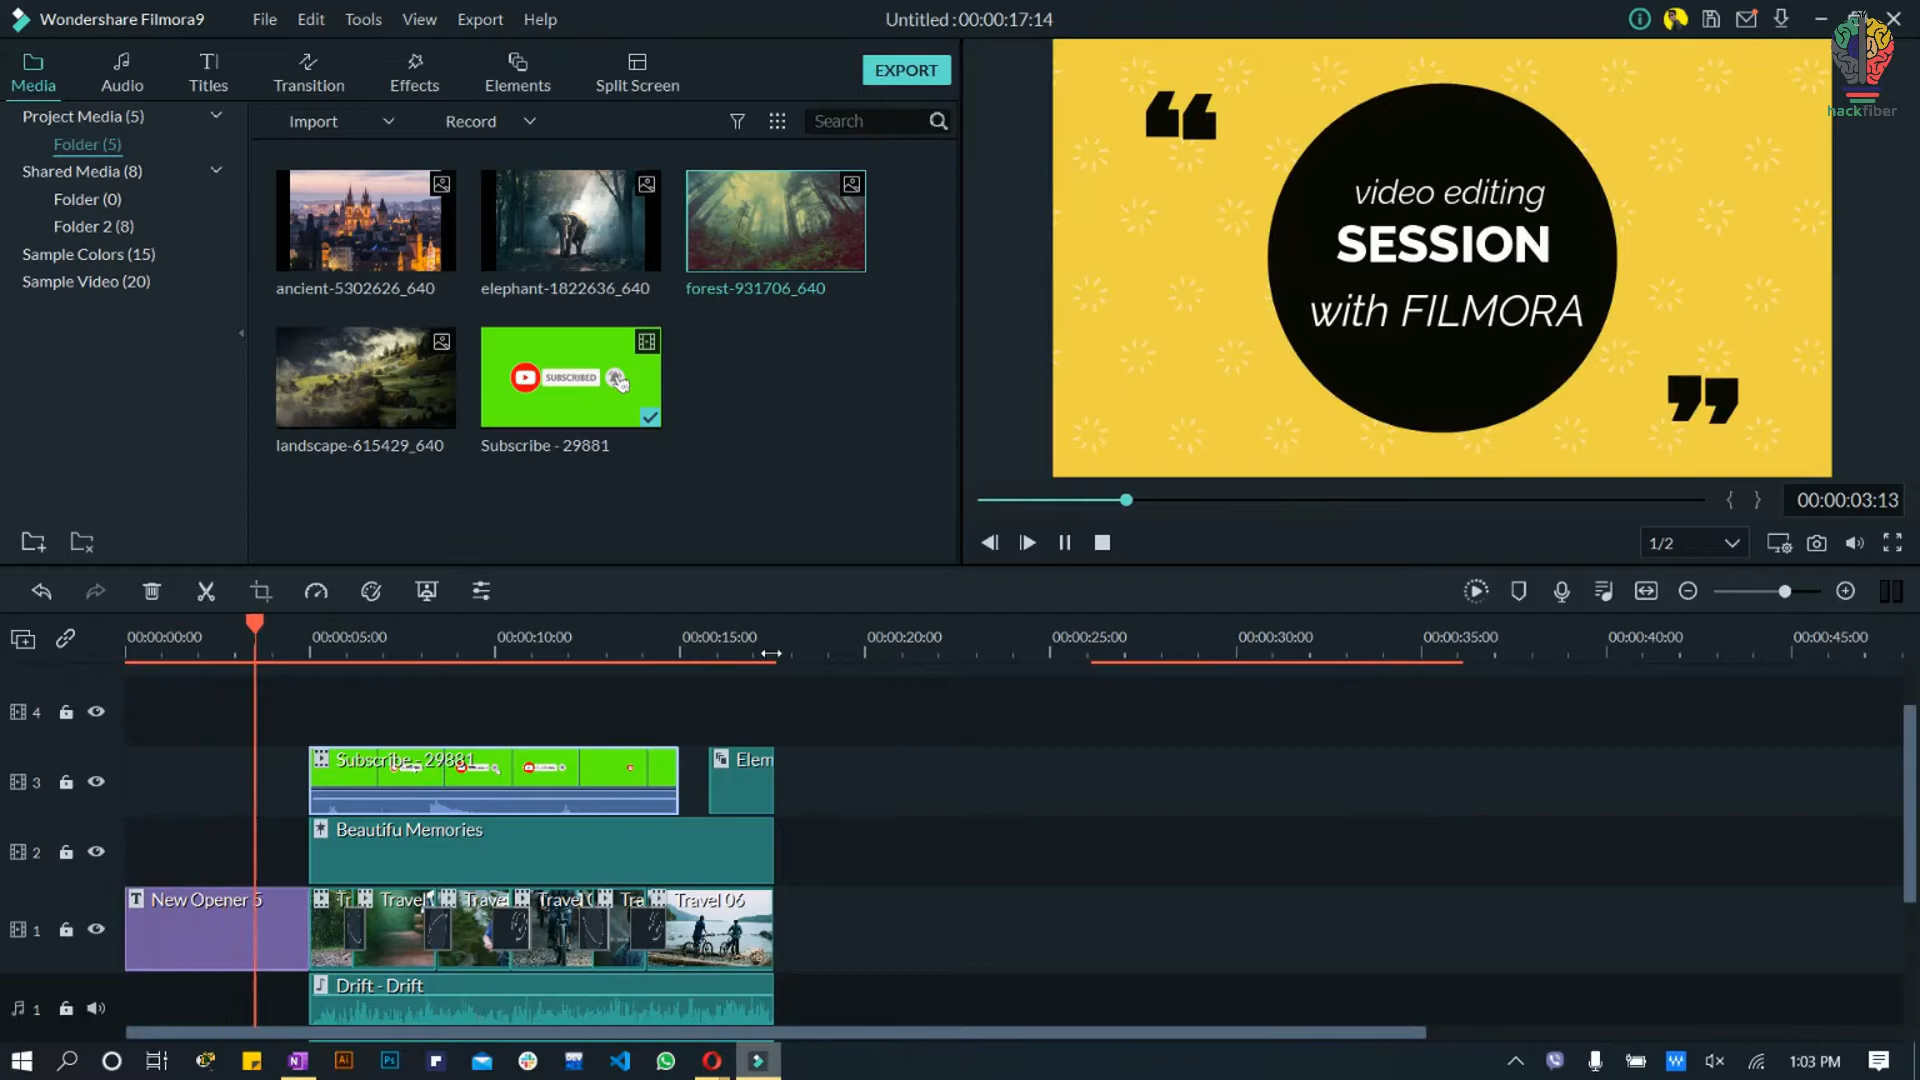 Wondershare Filmora9
File
Edit
Tools
View
Export
Help
Untitled : 00:00:17:14
Media
Audio
Titles
Transition
Effects
Elements
Split Screen
EXPORT
hackfiber
Project Media (5)
Folder (5)
Shared Media (8)
Folder (0)
Folder 2 (8)
Sample Colors (15)
Sample Video (20)
Import
Record
Search
ancient-5302626_640
elephant-1822636_640
forest-931706_640
SUBSCRIBED
landscape-615429_640
Subscribe - 29881
video editing
SESSION
with FILMORA
00:00:03:13
1/2
00:00:00:00
00:00:05:00
00:00:10:00
00:00:15:00
00:00:20:00
00:00:25:00
00:00:30:00
00:00:35:00
00:00:40:00
00:00:45:00
4
3
Subscribe - 29881
Elem
2
Beautifu Memories
1
New Opener 5
Tr
Travel
Trave
Travel
Tra
Travel 06
1
Drift - Drift
1:03 PM